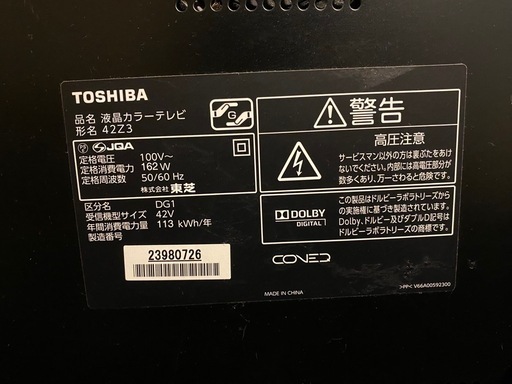 TOSHIBA
品名 液晶カラーテレビ
形名 42Z3
G
JQA
定格電圧 100V～
定格消費電力 162W
定格周波数 50/60Hz
株式会社 東芝
区分名 DG1
受信機型サイズ 42V
年間消費電力量 113 kWh/年
製造番号
23980726
警告
高圧注意
サービスマン以外の方は裏ぶたをあけ
ないでください。内部には高電圧部分が
数多くあり、万一さわると危険です。
DOLBY
DIGITAL
この製品はドルビーラボラトリーズから
の実施権に基づき製造されています。
Dolby、ドルビー及びダブルD記号は
ドルビーラボラトリーズの商標です。
CONED
MADE IN CHINA
>PP< V66A00592300